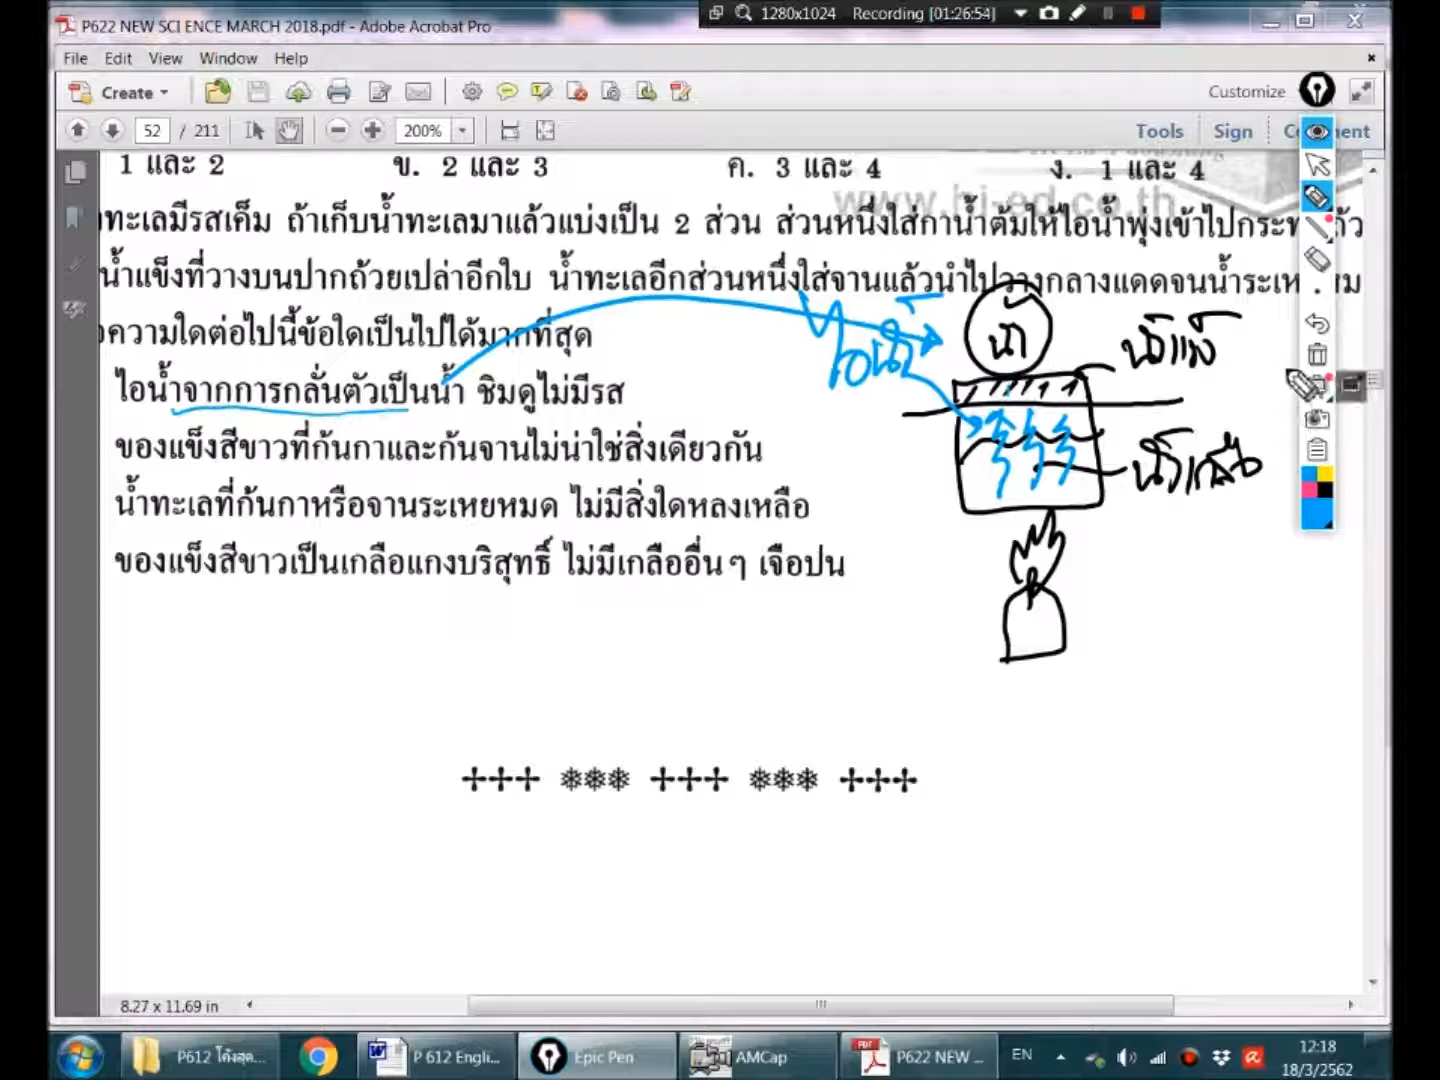 P622 NEW SCI ENCE MARCH 2018.pdf - Adobe Acrobat Pro
1280x1024 Recording [01:26:54]
File Edit View Window Help
Create
Customize
52 / 211
200%
Tools Sign
1 และ 2 ข. 2 และ 3 ค. 3 และ 4 ง. 1 และ 4
www.hi-ed.co.th
ทะเลมีรสเค็ม ถ้าเก็บน้ำทะเลมาแล้วแบ่งเป็น 2 ส่วน ส่วนหนึ่งใส่กาน้ำต้มให้ไอน้ำพุ่งเข้าไปกระทบ
น้ำแข็งที่วางบนปากถ้วยเปล่าอีกใบ น้ำทะเลอีกส่วนหนึ่งใส่จานแล้วนำไปวางกลางแดดจนน้ำระเหย
ความใดต่อไปนี้ข้อใดเป็นไปได้มากที่สุด
ไอน้ำจากการกลั่นตัวเป็นน้ำ ชิมดูไม่มีรส
ของแข็งสีขาวที่ก้นกาและก้นจานไม่น่าใช่สิ่งเดียวกัน
น้ำทะเลที่ก้นกาหรือจานระเหยหมด ไม่มีสิ่งใดหลงเหลือ
ของแข็งสีขาวเป็นเกลือแกงบริสุทธิ์ ไม่มีเกลืออื่นๆ เจือปน
น้ำ
น้ำแข็ง
ไอน้ำ
น้ำเกลือ
8.27 x 11.69 in
P612 โค้งสุด...
P 612 Engli...
Epic Pen
AMCap
P622 NEW ...
EN
12:18
18/3/2562